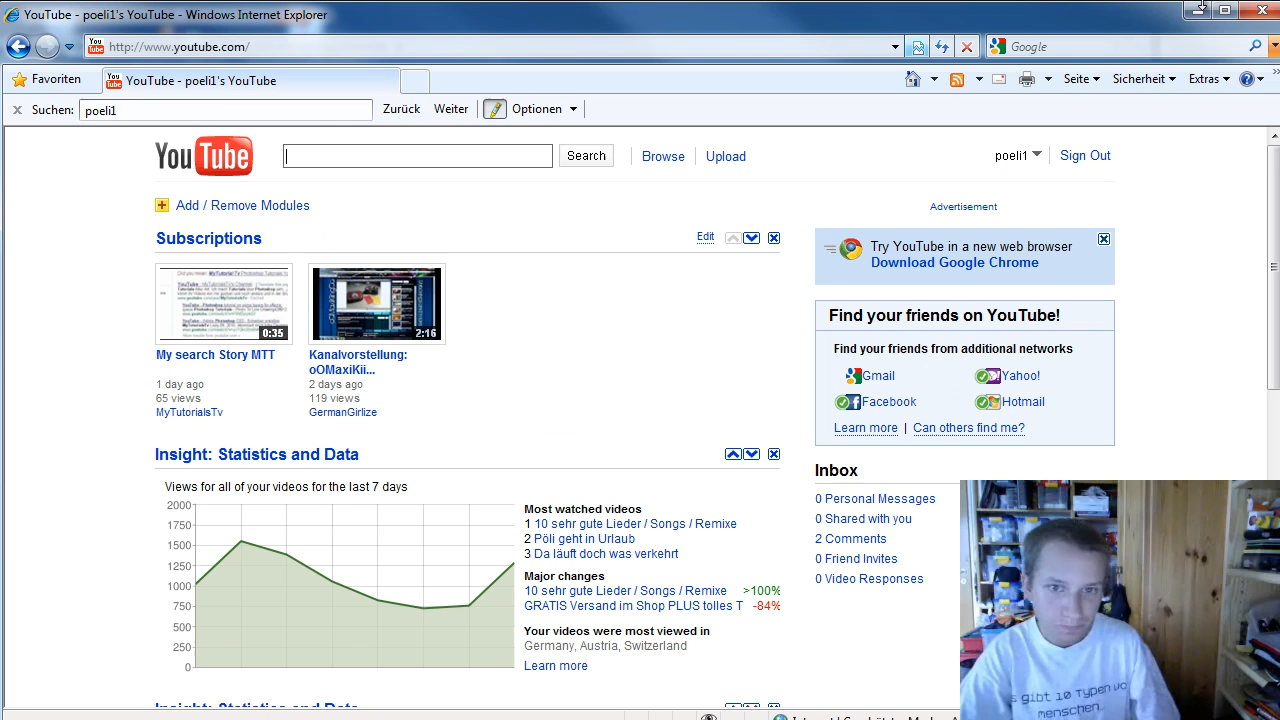 YouTube - poeli1's YouTube - Windows Internet Explorer
http://www.youtube.com/
Google
Favoriten
YouTube - poeli1's YouTube
Seite
Sicherheit
Extras
Suchen:
poeli1
Zurück
Weiter
Optionen
YouTube
Search
Browse
Upload
poeli1
Sign Out
Add / Remove Modules
Subscriptions
Edit
0:35
2:16
My search Story MTT
1 day ago
65 views
MyTutorialsTv
Kanalvorstellung:
oOMaxiKii...
2 days ago
119 views
GermanGirlize
Insight: Statistics and Data
Views for all of your videos for the last 7 days
2000
1750
1500
1250
1000
750
500
250
0
Most watched videos
1 10 sehr gute Lieder / Songs / Remixe
2 Pöli geht in Urlaub
3 Da läuft doch was verkehrt
Major changes
10 sehr gute Lieder / Songs / Remixe >100%
GRATIS Versand im Shop PLUS tolles T -84%
Your videos were most viewed in
Germany, Austria, Switzerland
Learn more
Insight: Statistics and Data
Advertisement
Try YouTube in a new web browser
Download Google Chrome
Find your friends on YouTube!
Find your friends from additional networks
Gmail
Yahoo!
Facebook
Hotmail
Learn more | Can others find me?
Inbox
0 Personal Messages
0 Shared with you
2 Comments
0 Friend Invites
0 Video Responses
gibt 10 Typen
menschen...